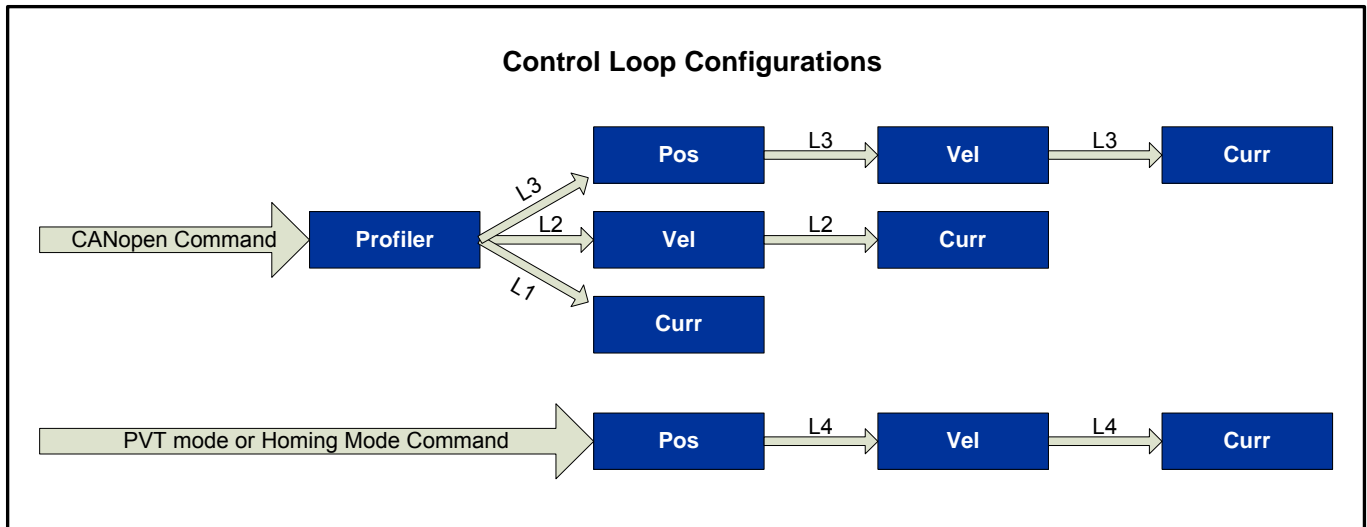 Control Loop Configurations
Pos
L3
Vel
L3
Curr
L3
CANopen Command
Profiler
L2
Vel
L2
Curr
L1
Curr
PVT mode or Homing Mode Command
Pos
L4
Vel
L4
Curr